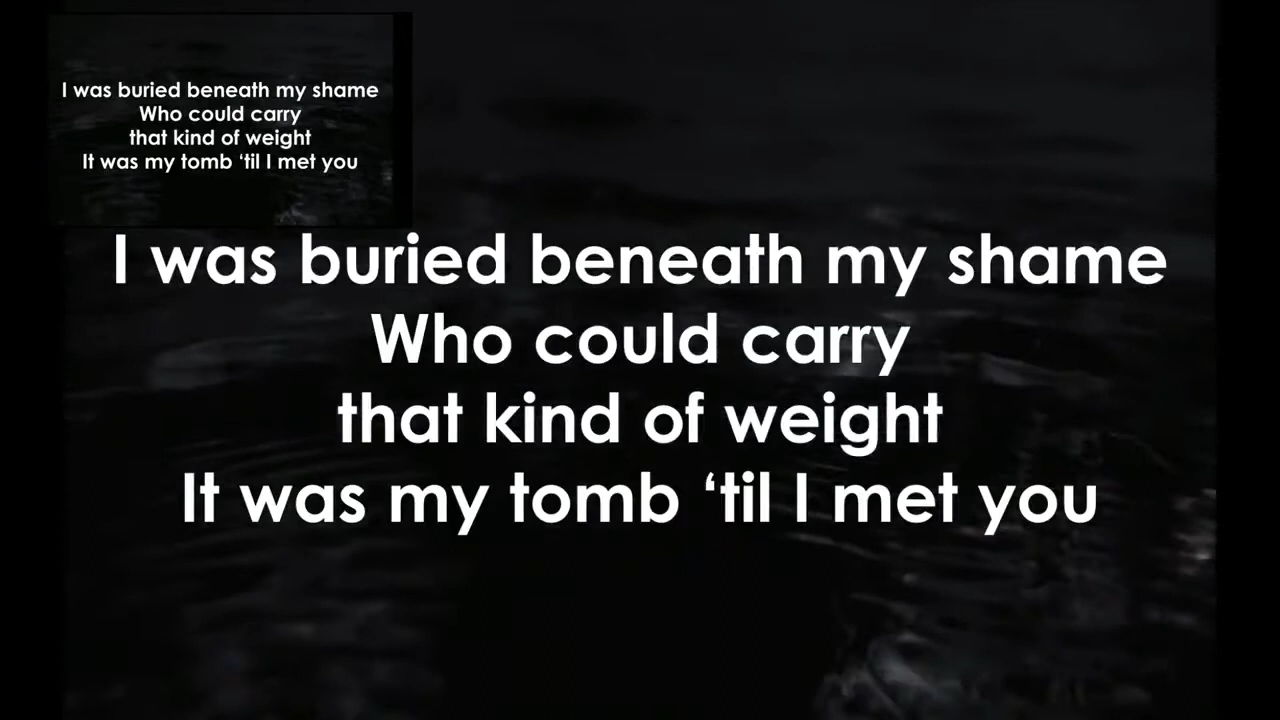 I was buried beneath my shame
Who could carry
that kind of weight
It was my tomb ‘til I met you
I was buried beneath my shame
Who could carry
that kind of weight
It was my tomb ‘til I met you